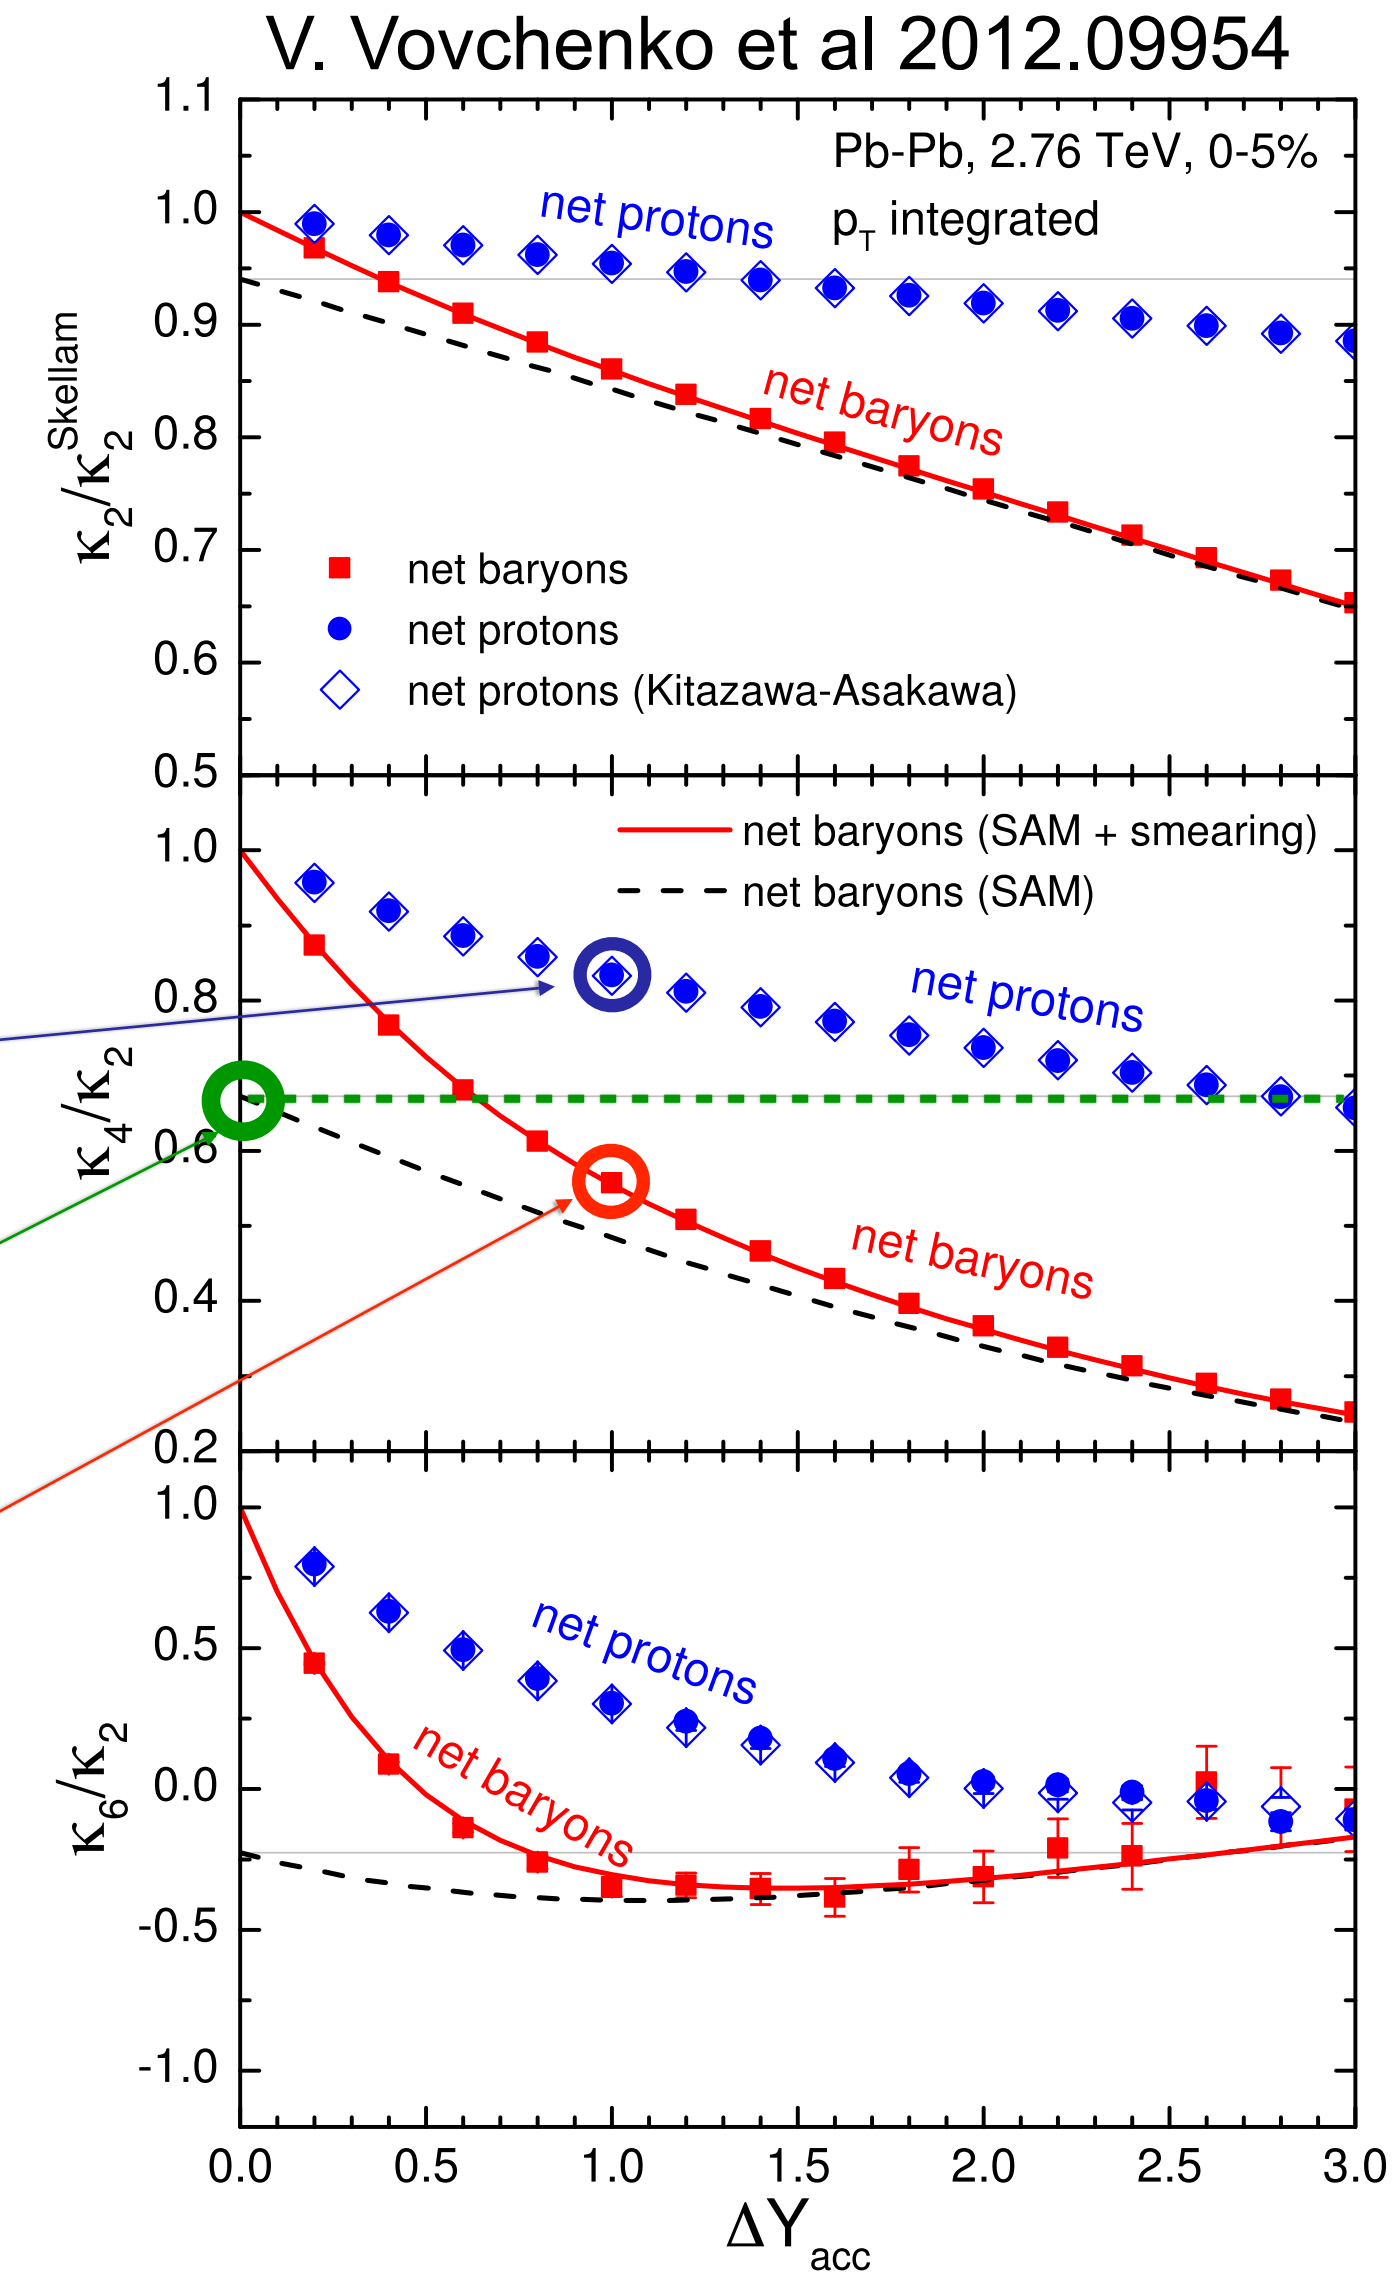 V. Vovchenko et al 2012.09954
1.1
Pb-Pb, 2.76 TeV, 0-5%
net protons
p_T integrated
1.0
0.9
net baryons
0.8
κ₂/κ₂^Skellam
0.7
net baryons
net protons
0.6
net protons (Kitazawa-Asakawa)
0.5
net baryons (SAM + smearing)
1.0
net baryons (SAM)
net protons
0.8
κ₄/κ₂
0.6
net baryons
0.4
0.2
1.0
net protons
0.5
net baryons
κ₆/κ₂
0.0
-0.5
-1.0
0.0 0.5 1.0 1.5 2.0 2.5 3.0
ΔY_acc